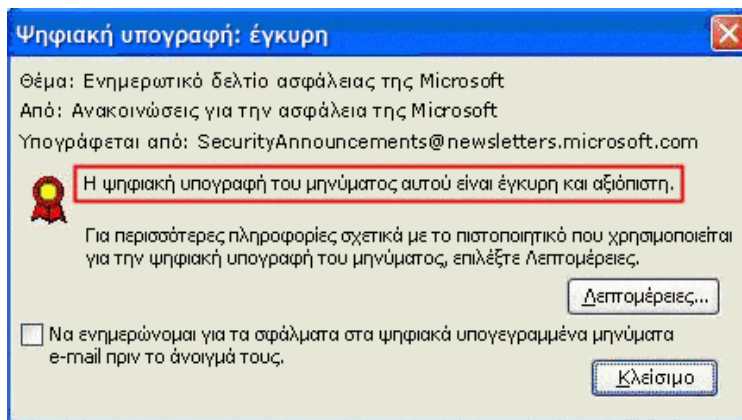 Ψηφιακή υπογραφή: έγκυρη
Θέμα: Ενημερωτικό δελτίο ασφάλειας της Microsoft
Από: Ανακοινώσεις για την ασφάλεια της Microsoft
Υπογράφεται από: SecurityAnnouncements@newsletters.microsoft.com
Η ψηφιακή υπογραφή του μηνύματος αυτού είναι έγκυρη και αξιόπιστη.
Για περισσότερες πληροφορίες σχετικά με το πιστοποιητικό που χρησιμοποιείται
για την ψηφιακή υπογραφή του μηνύματος, επιλέξτε Λεπτομέρειες.
Λεπτομέρειες...
Να ενημερώνομαι για τα σφάλματα στα ψηφιακά υπογεγραμμένα μηνύματα
e-mail πριν το άνοιγμά τους.
Κλείσιμο